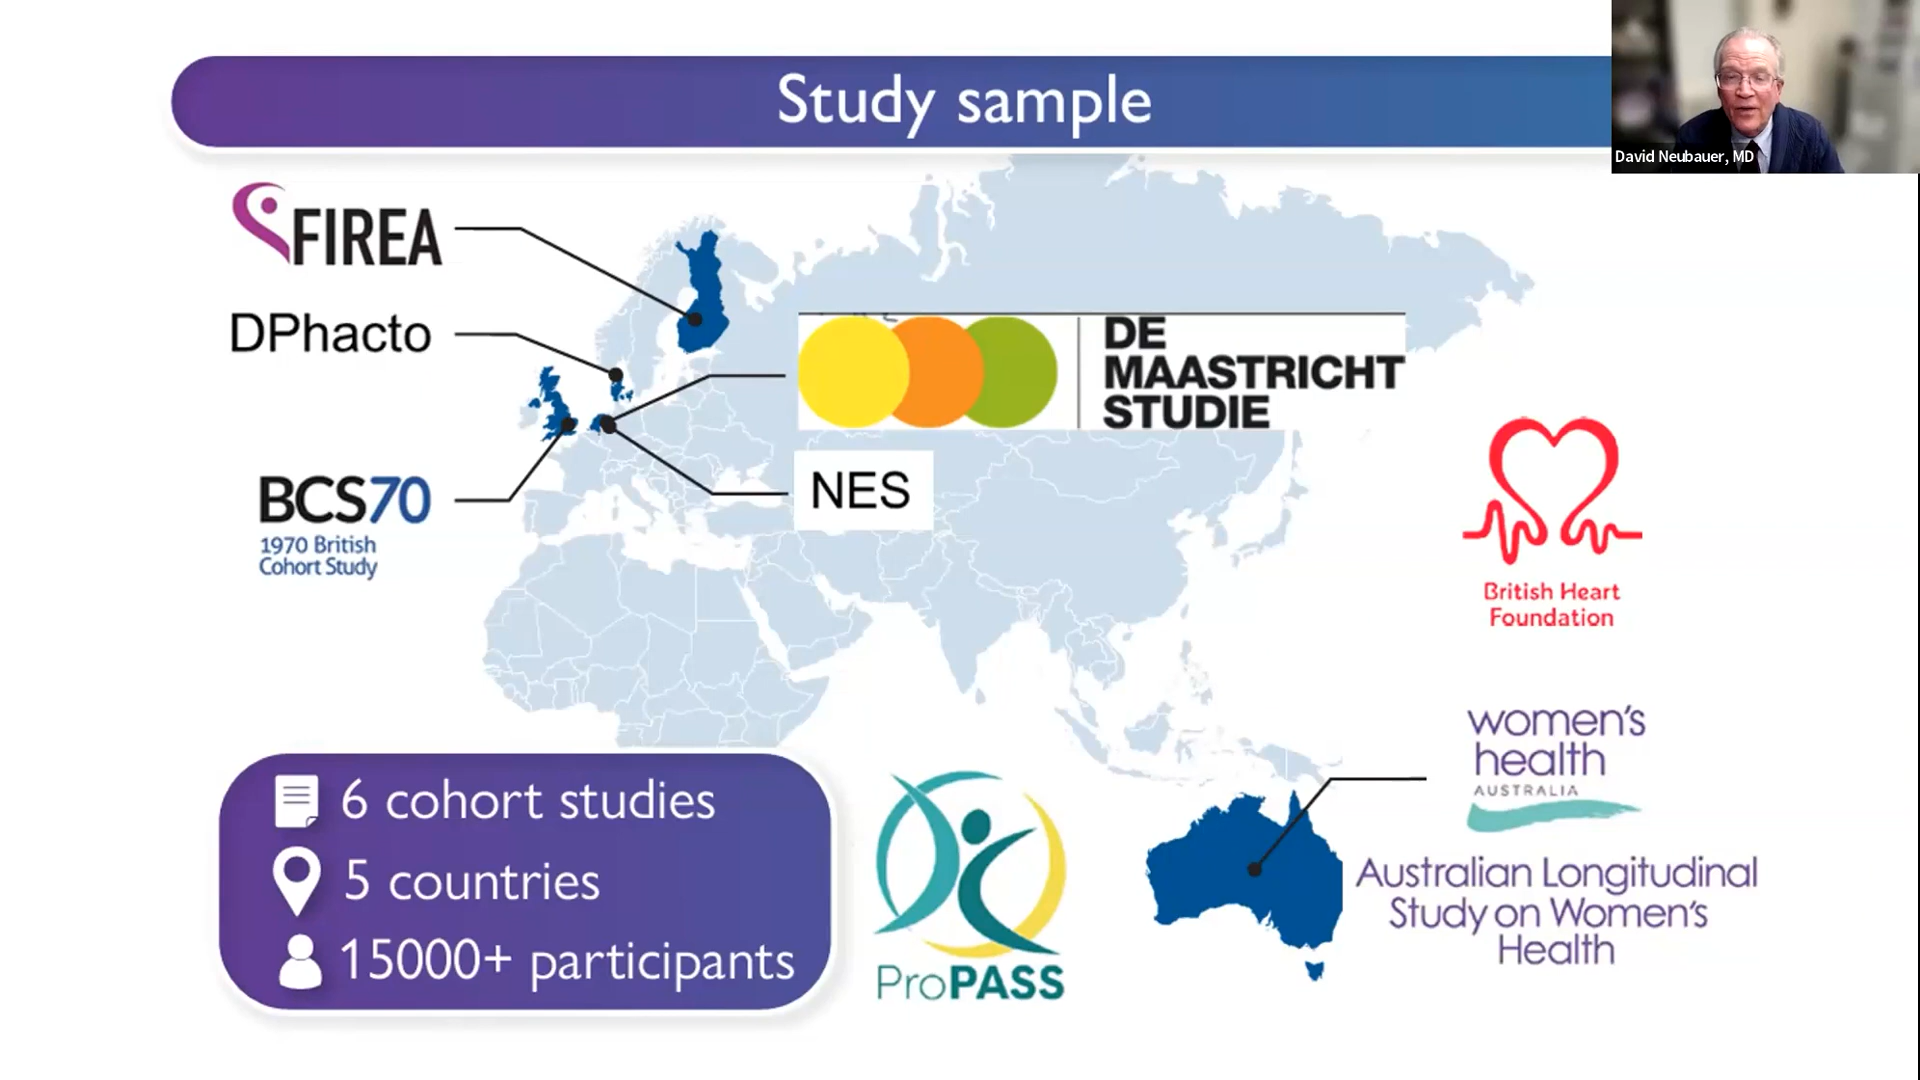 Study sample
David Neubauer, MD
FIREA
DPhacto
DE
MAASTRICHT
STUDIE
BCS70
1970 British
Cohort Study
NES
British Heart
Foundation
women's
health
AUSTRALIA
Australian Longitudinal
Study on Women's
Health
6 cohort studies
5 countries
15000+ participants
ProPASS